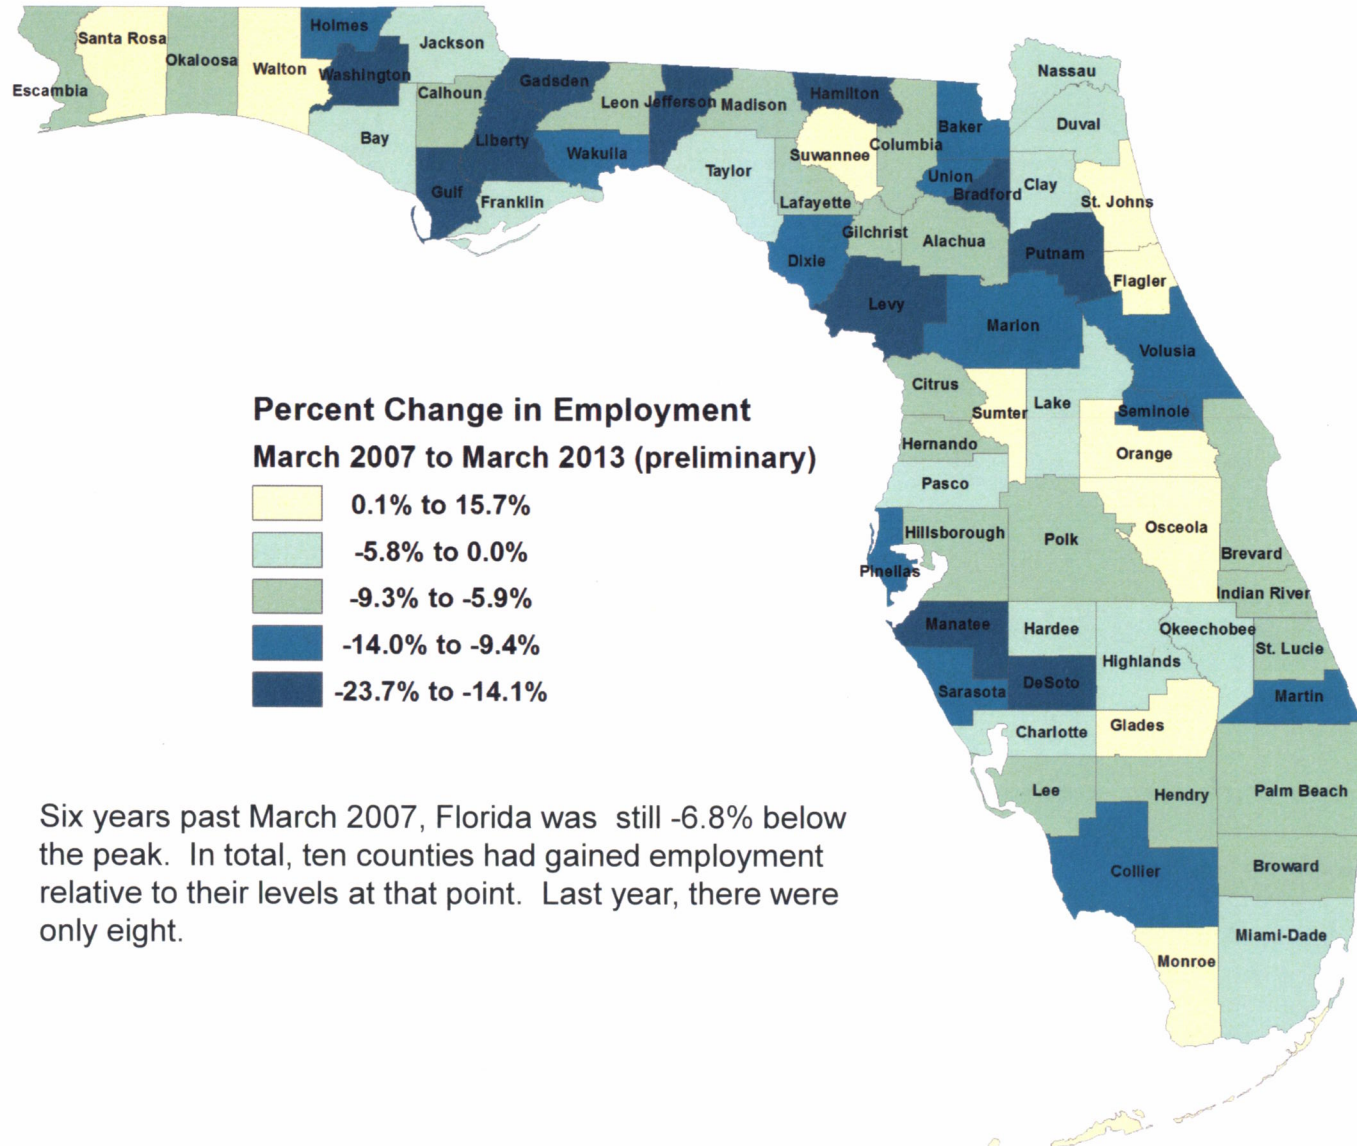 Holmes
Jackson
Santa Rosa
Okaloosa
Walton
Washington
Escambia
Calhoun
Bay
Gadsden
Leon
Jefferson
Madison
Hamilton
Liberty
Wakulla
Gulf
Franklin
Taylor
Suwannee
Columbia
Baker
Nassau
Duval
Union
Bradford
Clay
St. Johns
Lafayette
Gilchrist
Alachua
Putnam
Dixie
Flagler
Levy
Marion
Volusia
Citrus
Sumter
Lake
Seminole
Hernando
Orange
Pasco
Hillsborough
Polk
Osceola
Brevard
Pinellas
Indian River
Manatee
Hardee
Okeechobee
St. Lucie
Highlands
Sarasota
DeSoto
Martin
Charlotte
Glades
Lee
Hendry
Palm Beach
Collier
Broward
Miami-Dade
Monroe
Percent Change in Employment
March 2007 to March 2013 (preliminary)
0.1% to 15.7%
-5.8% to 0.0%
-9.3% to -5.9%
-14.0% to -9.4%
-23.7% to -14.1%
Six years past March 2007, Florida was still -6.8% below
the peak. In total, ten counties had gained employment
relative to their levels at that point. Last year, there were
only eight.